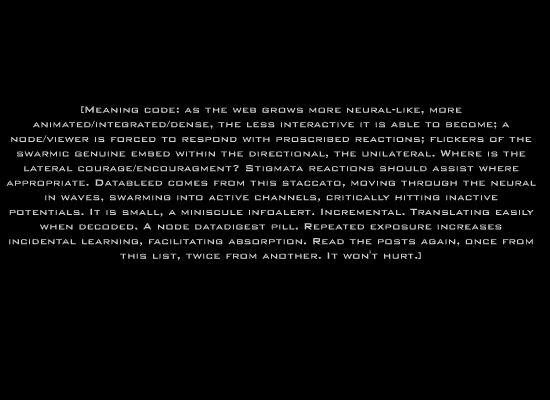 [Meaning code: as the web grows more neural-like, more
animated/integrated/dense, the less interactive it is able to become; a
node/viewer is forced to respond with proscribed reactions; flickers of the
swarmic genuine embed within the directional, the unilateral. Where is the
lateral courage/encouragment? Stigmata reactions should assist where
appropriate. Datableed comes from this staccato, moving through the neural
in waves, swarming into active channels, critically hitting inactive
potentials. It is small, a miniscule infoalert. Incremental. Translating easily
when decoded. A node datadigest pill. Repeated exposure increases
incidental learning, facilitating absorption. Read the posts again, once from
this list, twice from another. It won't hurt.]